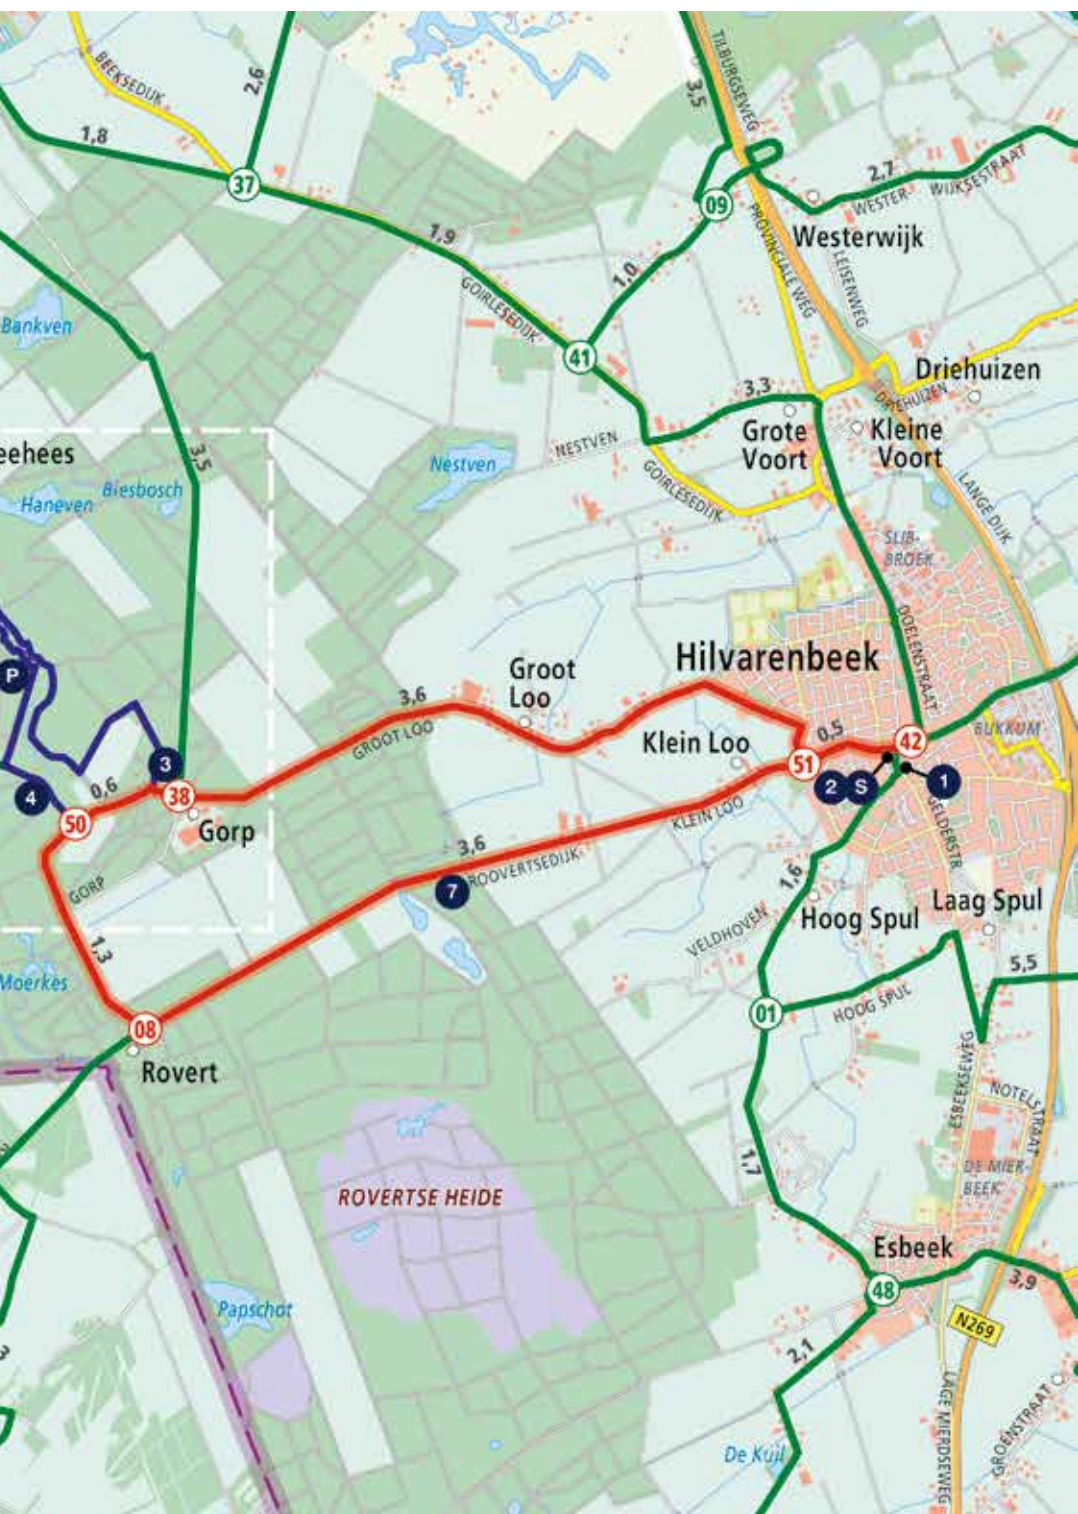 BEEKSEDIJK
2,6
1,8
37
1,9
GOIRLESEDIJK
3,5
TILBURGSEWEG
09
2,7
WESTER
WIJKSESTRAAT
Westerwijk
PROVINCIALE WEG
LEISENWEG
1,0
41
Bankven
3,3
Driehuizen
DRIEHUIZEN
Grote
Voort
Kleine
Voort
NESTVEN
Nestven
GOIRLESEDIJK
LANGE DIJK
eehees
Haneven
Biesbosch
3,5
SLIB-
BROEK
DOELENSTRAAT
Hilvarenbeek
Groot
Loo
3,6
GROOT LOO
Klein Loo
0,5
42
BUKKUM
51
2
S
1
P
3
4
0,6
38
50
Gorp
KLEIN LOO
GELDERSTR.
3,6
ROOVERTSEDIJK
7
GORP
1,6
Hoog Spul
Laag Spul
VELDHOVEN
1,3
Moerkes
5,5
HOOG SPUL
01
08
Rovert
ESBEEKSEWEG
NOTELSTRAAT
DE MIER-
BEEK
1,7
ROVERTSE HEIDE
Esbeek
48
3,9
Papschot
N269
2,1
3
De Kuil
LAGE MIERDSEWEG
GROENSTRAAT